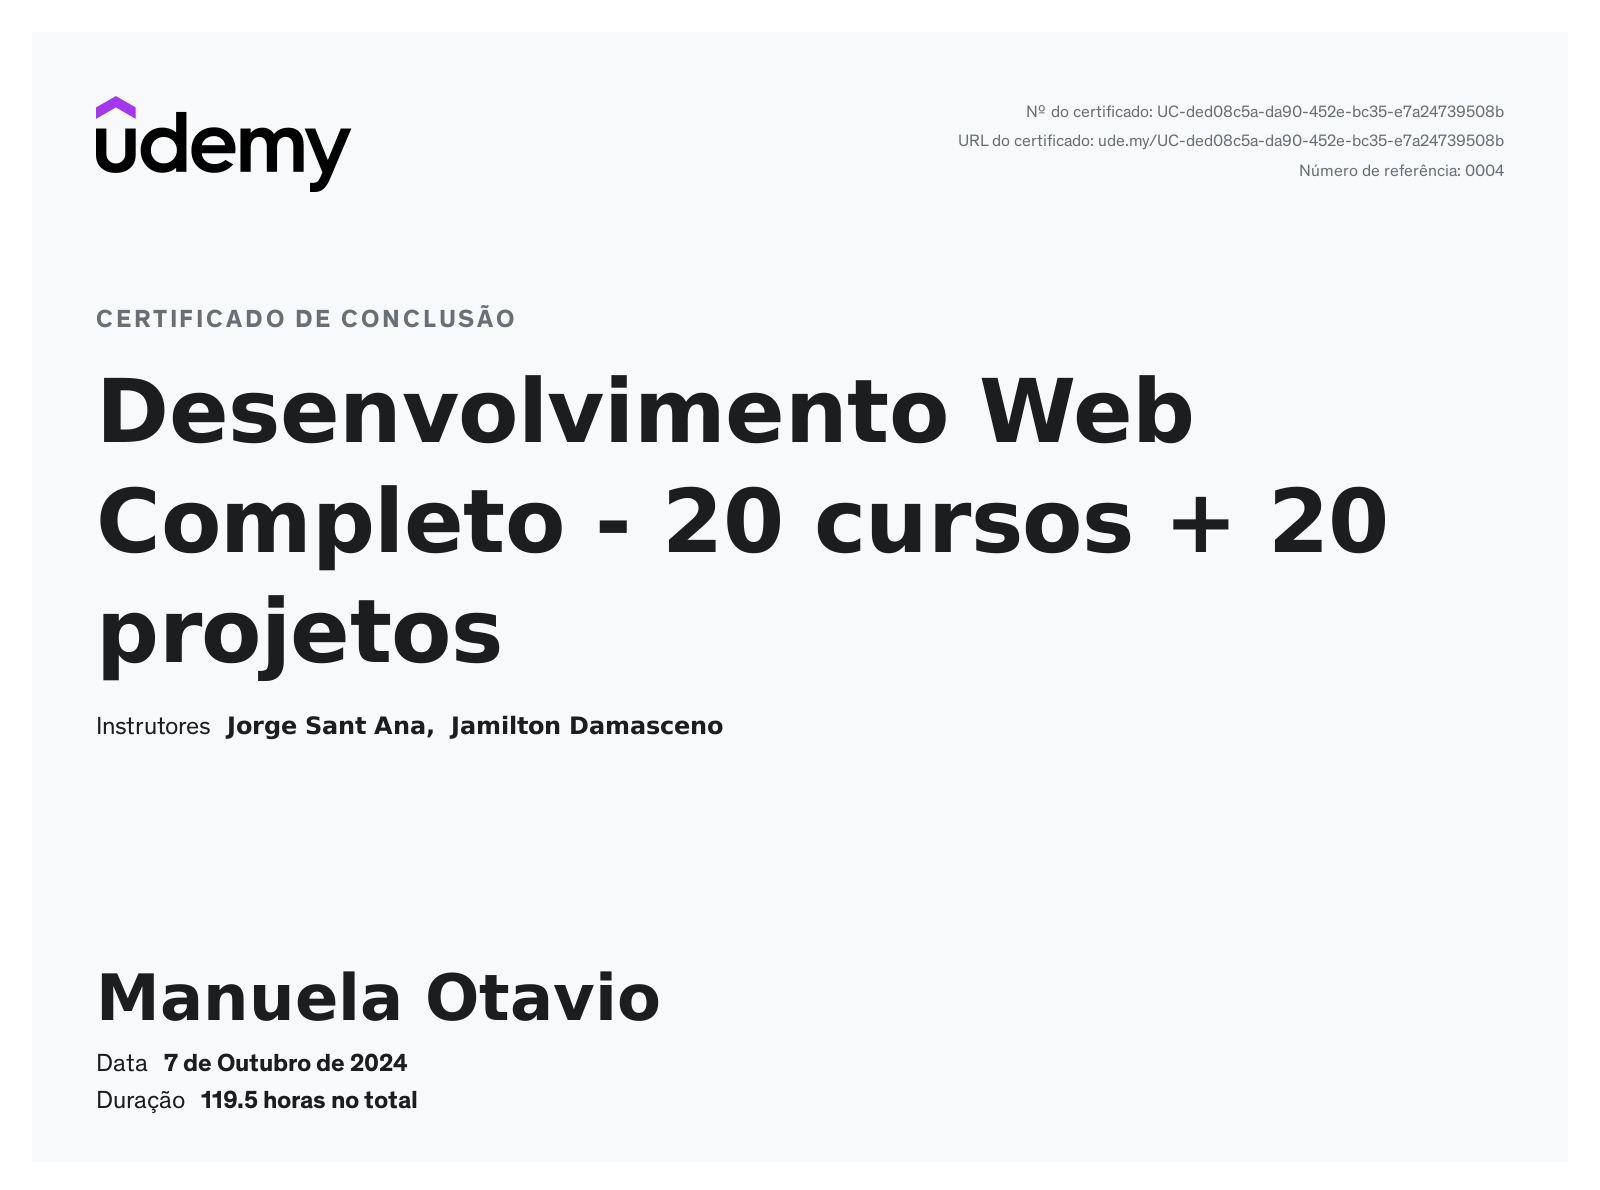 udemy
Nº do certificado: UC-ded08c5a-da90-452e-bc35-e7a24739508b
URL do certificado: ude.my/UC-ded08c5a-da90-452e-bc35-e7a24739508b
Número de referência: 0004
CERTIFICADO DE CONCLUSÃO
Desenvolvimento Web
Completo - 20 cursos + 20
projetos
Instrutores Jorge Sant Ana, Jamilton Damasceno
Manuela Otavio
Data 7 de Outubro de 2024
Duração 119.5 horas no total